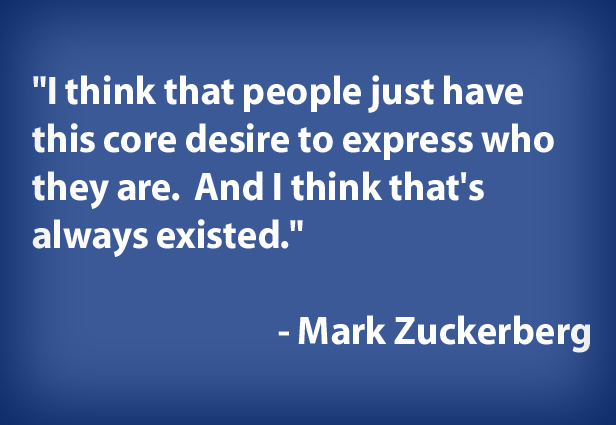 "I think that people just have
this core desire to express who
they are.  And I think that's
always existed."
- Mark Zuckerberg